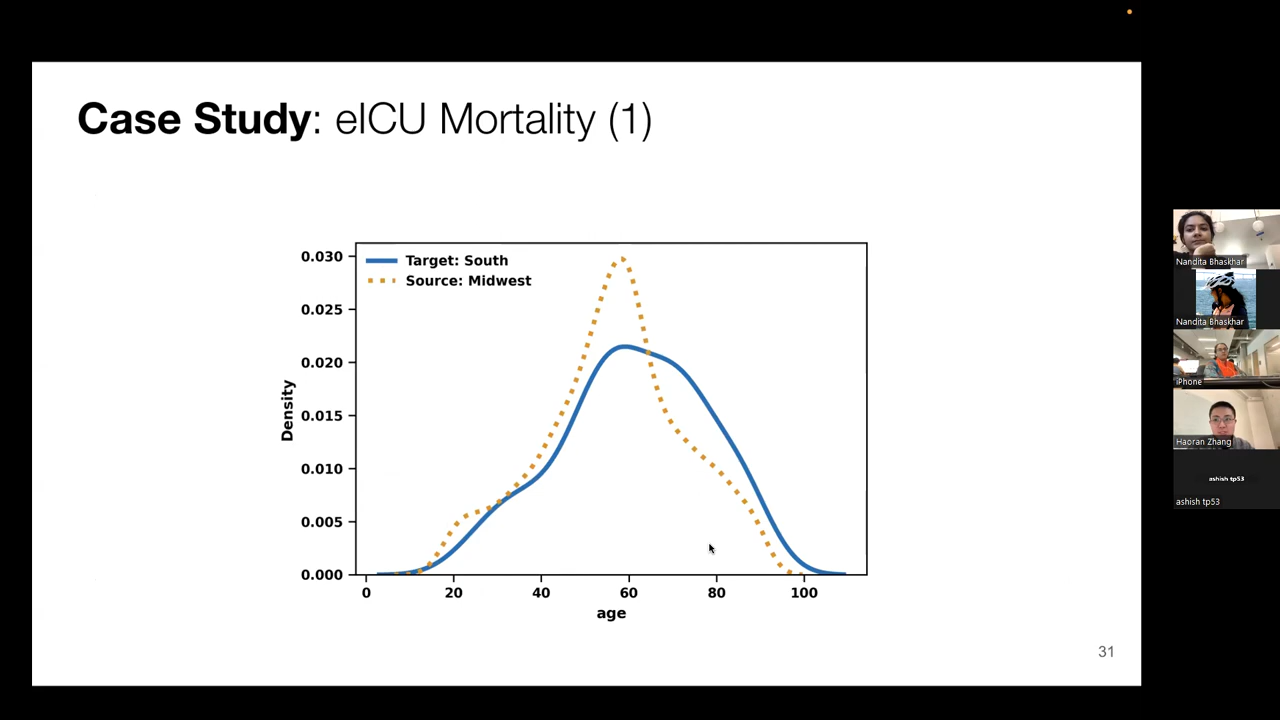 Case Study: eICU Mortality (1)
Target: South
Source: Midwest
0.030
0.025
0.020
0.015
0.010
0.005
0.000
Density
0 20 40 60 80 100
age
31
Nandita Bhaskhar
Nandita Bhaskhar
iPhone
Haoran Zhang
ashish tp53
ashish tp53